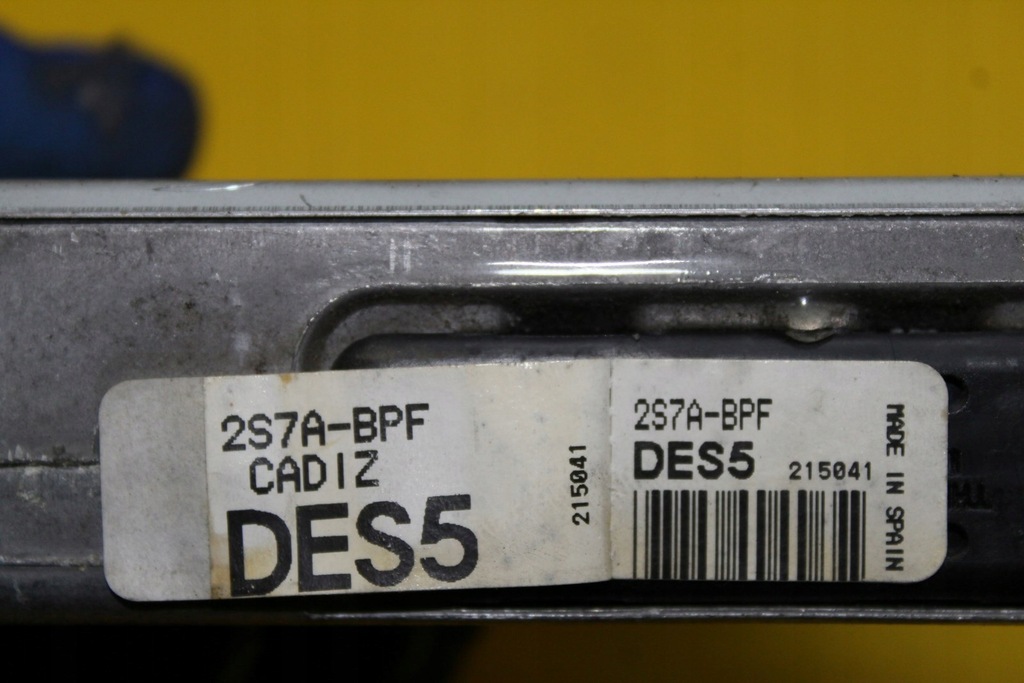 2S7A-BPF
CADIZ
DES5
215041
2S7A-BPF
DES5 215041
MADE IN SPAIN